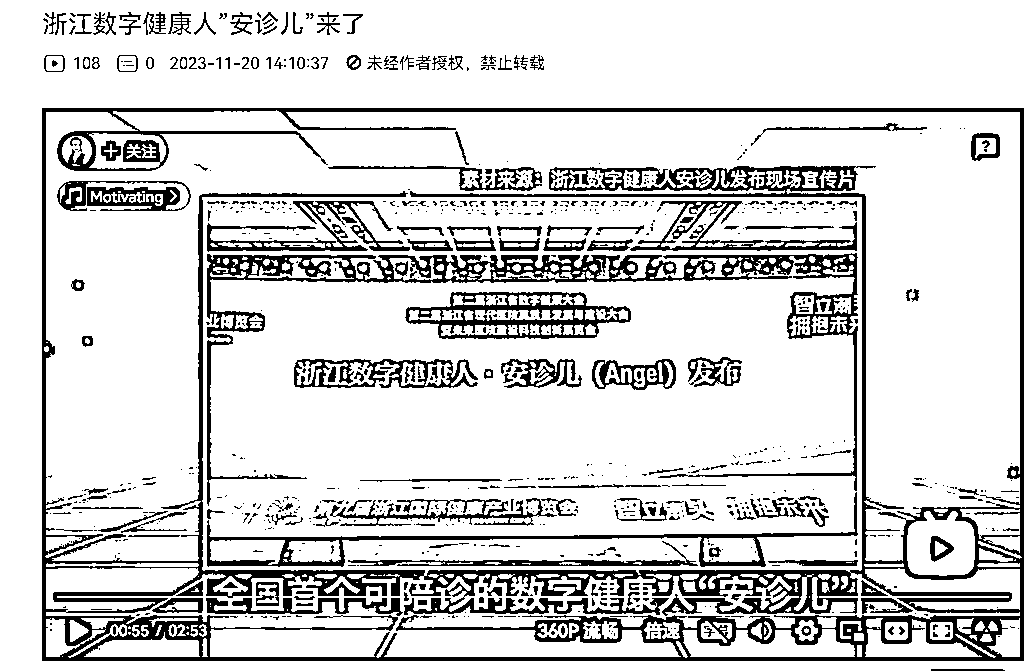 浙江数字健康人”安诊儿”来了
108 0 2023-11-20 14:10:37 未经作者授权，禁止转载
关注
Motivating
素材来源：浙江数字健康人安诊儿发布现场宣传片
第二届浙江省数字健康大会
业博览会
智立潮
拥抱未来
浙江数字健康人·安诊儿（Angel）发布
第九届浙江国际健康产业博览会 智立潮头 拥抱未来
全国首个可陪诊的数字健康人“安诊儿”
00:55 / 02:53 360P 流畅 倍速